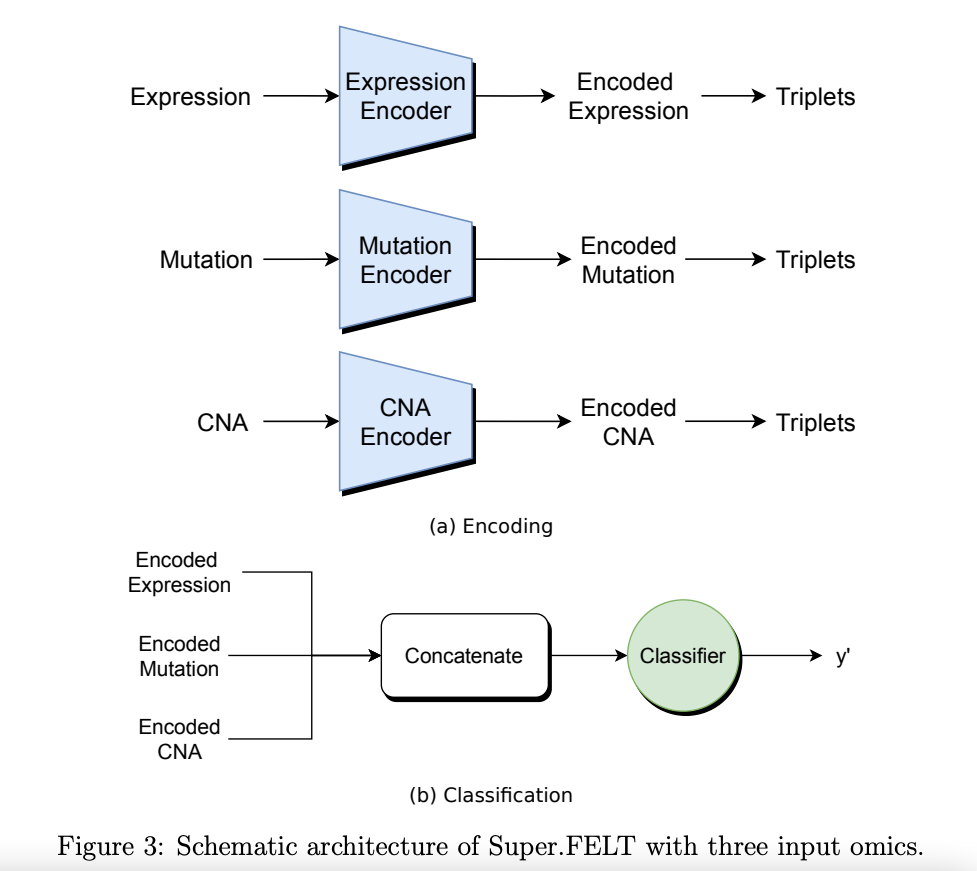 Expression
Expression
Encoder
Encoded
Expression
Triplets
Mutation
Mutation
Encoder
Encoded
Mutation
Triplets
CNA
CNA
Encoder
Encoded
CNA
Triplets
(a) Encoding
Encoded
Expression
Encoded
Mutation
Encoded
CNA
Concatenate
Classifier
y'
(b) Classification
Figure 3: Schematic architecture of Super.FELT with three input omics.